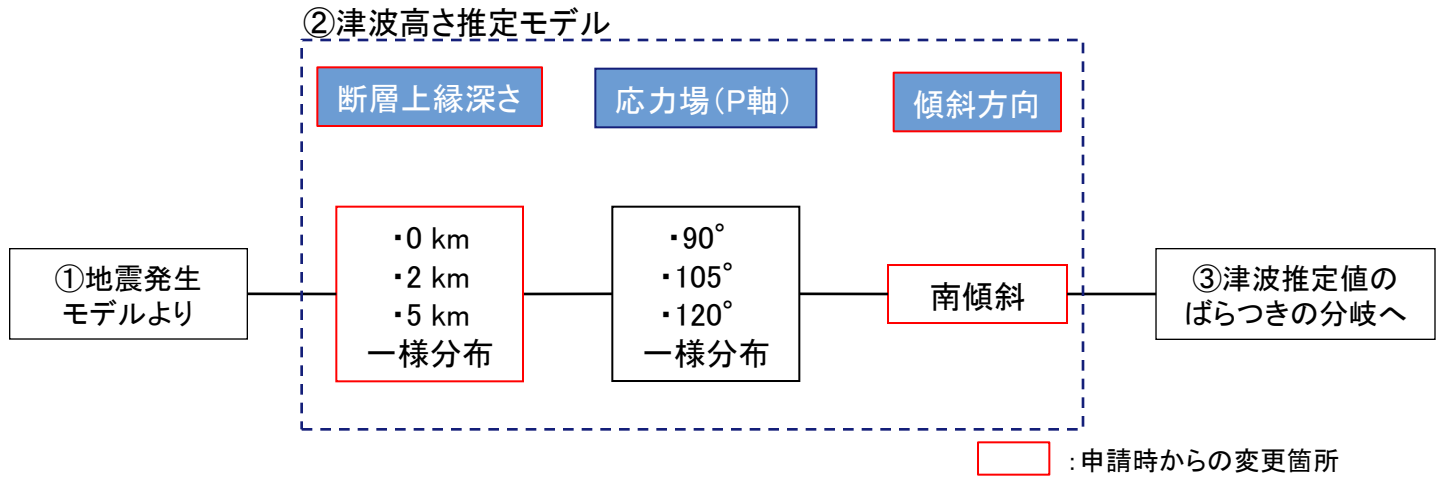 ②津波高さ推定モデル
断層上縁深さ
応力場(P軸)
傾斜方向
①地震発生
モデルより
・0 km
・2 km
・5 km
一様分布
・90°
・105°
・120°
一様分布
南傾斜
③津波推定値の
ばらつきの分岐へ
:申請時からの変更箇所